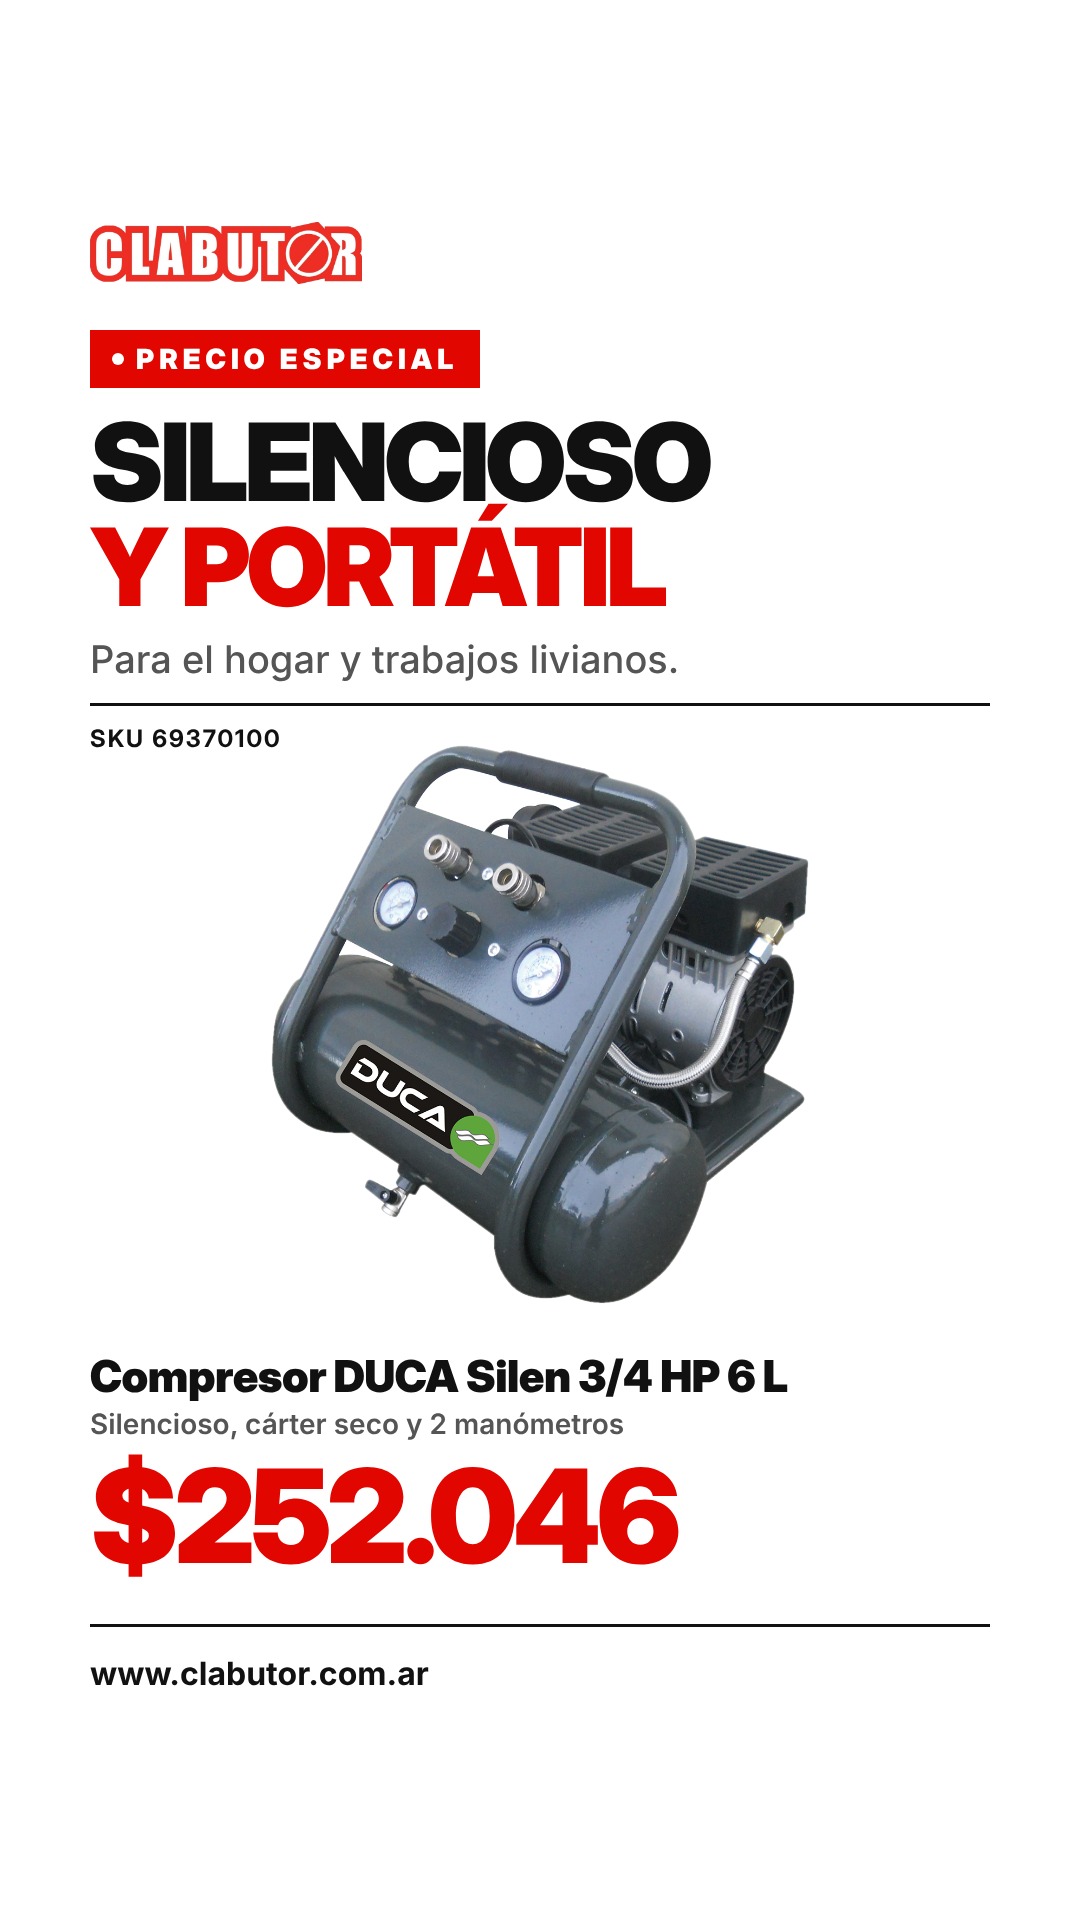 CLABUTOR
• PRECIO ESPECIAL
SILENCIOSO
Y PORTÁTIL
Para el hogar y trabajos livianos.
SKU 69370100
DUCA
Compresor DUCA Silen 3/4 HP 6 L
Silencioso, cárter seco y 2 manómetros
$252.046
www.clabutor.com.ar